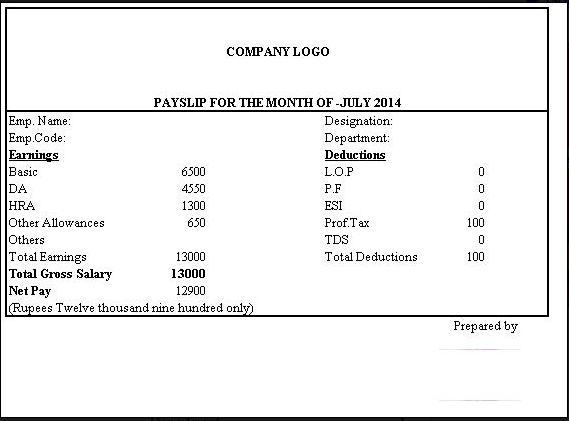 COMPANY LOGO
PAYSLIP FOR THE MONTH OF -JULY 2014
Emp. Name: Designation:
Emp.Code: Department:
Earnings Deductions
Basic 6500 L.O.P 0
DA 4550 P.F 0
HRA 1300 ESI 0
Other Allowances 650 Prof.Tax 100
Others TDS 0
Total Earnings 13000 Total Deductions 100
Total Gross Salary 13000
Net Pay 12900
(Rupees Twelve thousand nine hundred only)
Prepared by